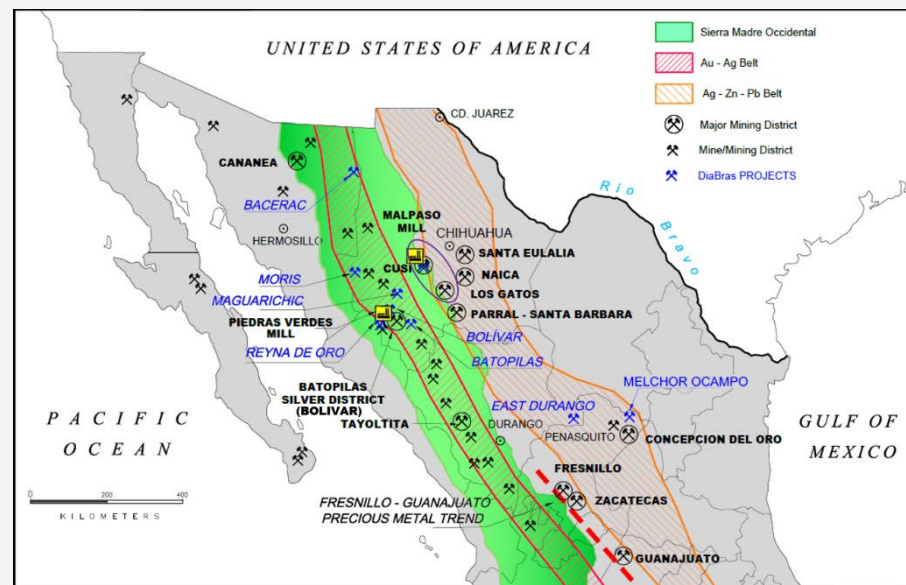 UNITED STATES OF AMERICA
Sierra Madre Occidental
Au - Ag Belt
Ag - Zn - Pb Belt
Major Mining District
Mine/Mining District
DiaBras PROJECTS
CD. JUAREZ
CANANEA
BACERAC
Río
Bravo
MALPASO
MILL
CHIHUAHUA
HERMOSILLO
SANTA EULALIA
CUSI
NAICA
MORIS
LOS GATOS
MAGUARICHIC
PARRAL - SANTA BARBARA
PIEDRAS VERDES
MILL
BOLÍVAR
REYNA DE ORO
BATOPILAS
BATOPILAS
SILVER DISTRICT
(BOLIVAR)
MELCHOR OCAMPO
EAST DURANGO
TAYOLTITA
DURANGO
PENASQUITO
CONCEPCION DEL ORO
PACIFIC
OCEAN
GULF OF
MEXICO
FRESNILLO
ZACATECAS
FRESNILLO - GUANAJUATO
PRECIOUS METAL TREND
GUANAJUATO
0 200 400
KILOMETERS